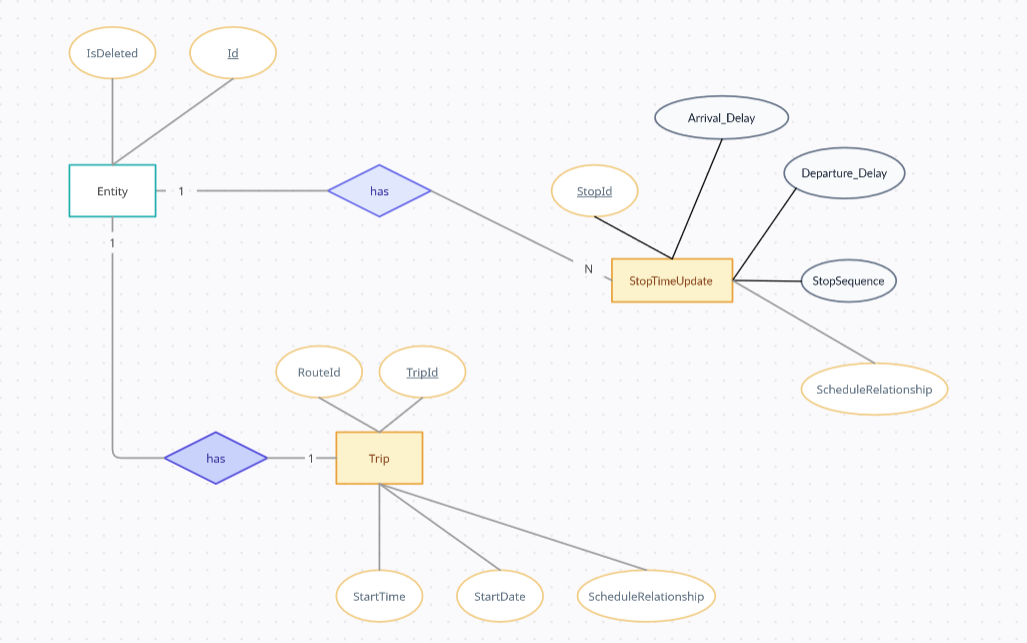 IsDeleted
Id
Arrival_Delay
Departure_Delay
Entity
1
has
StopId
1
N
StopTimeUpdate
StopSequence
RouteId
TripId
ScheduleRelationship
has
1
Trip
StartTime
StartDate
ScheduleRelationship